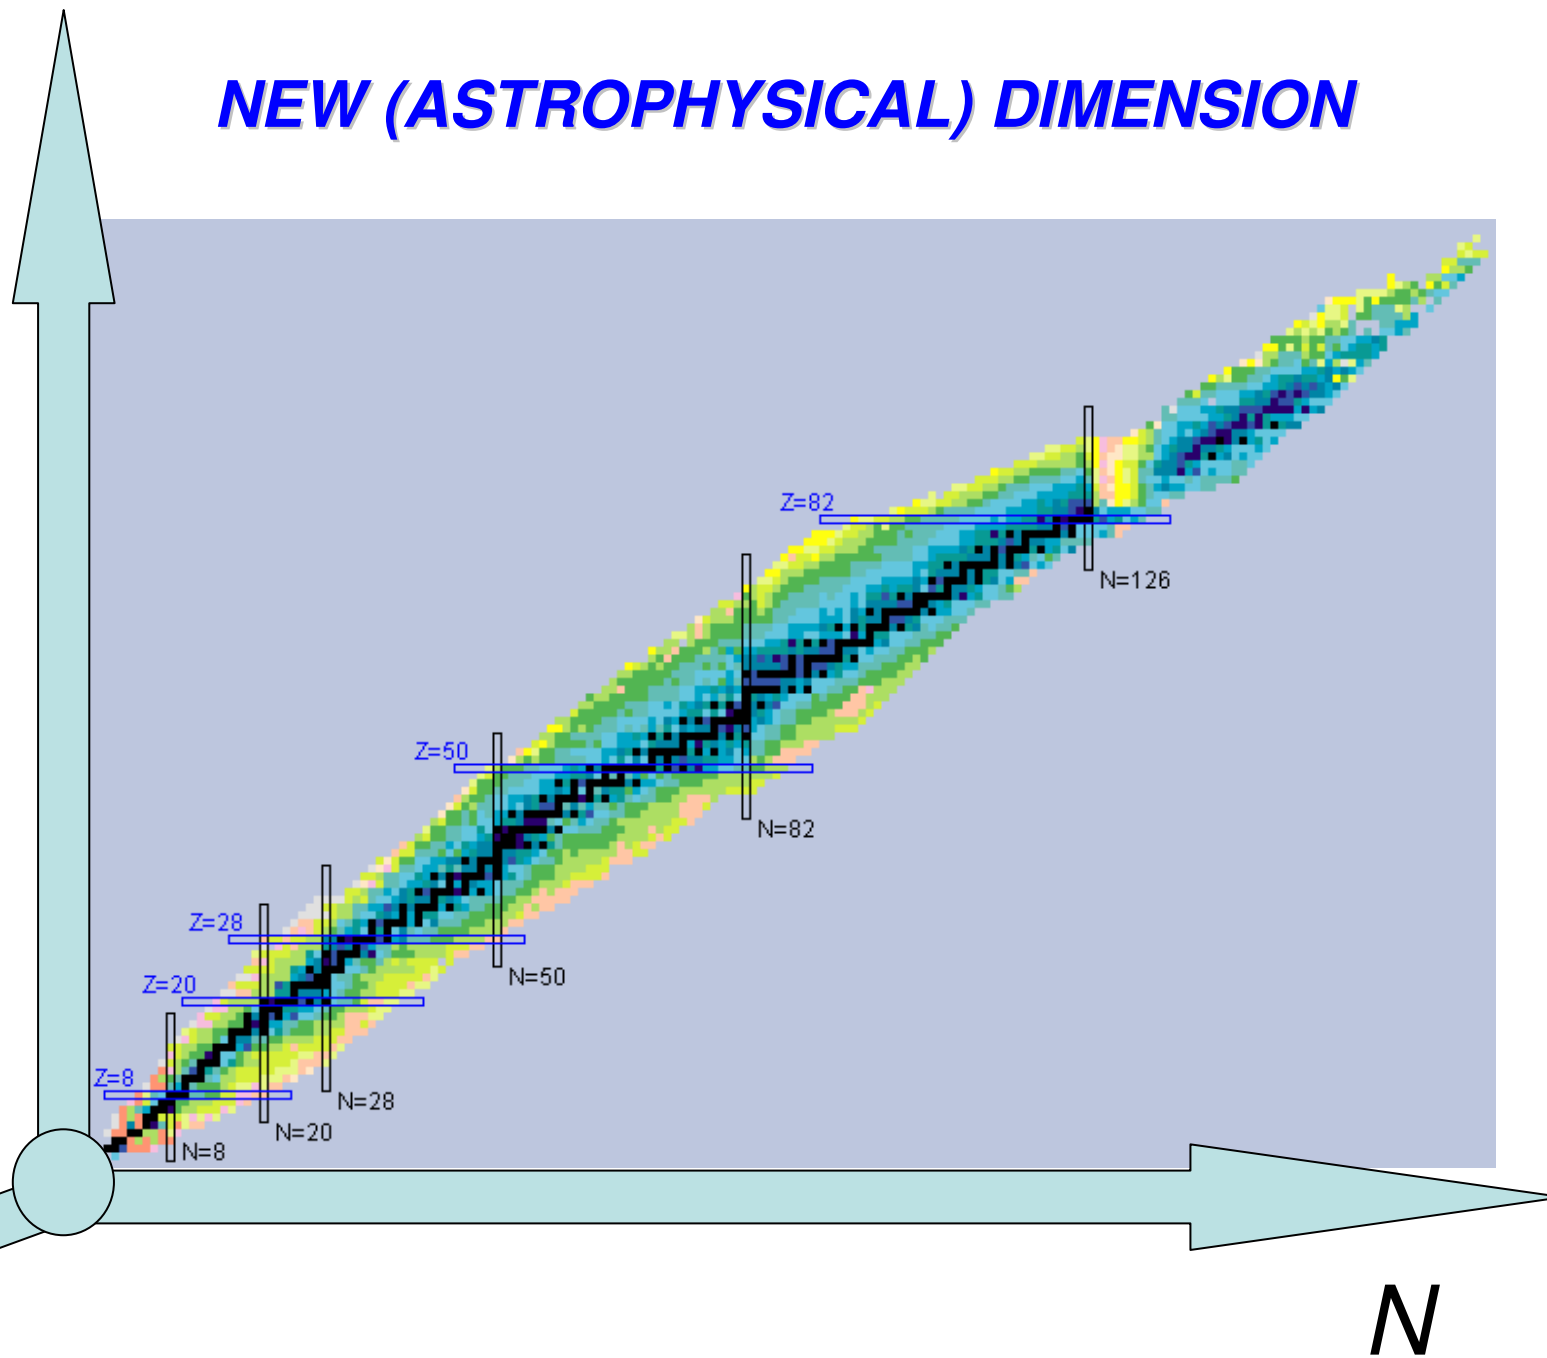 NEW (ASTROPHYSICAL) DIMENSION
Z=82
N=126
Z=50
N=82
Z=28
N=50
Z=20
N=28
Z=8
N=20
N=8
N